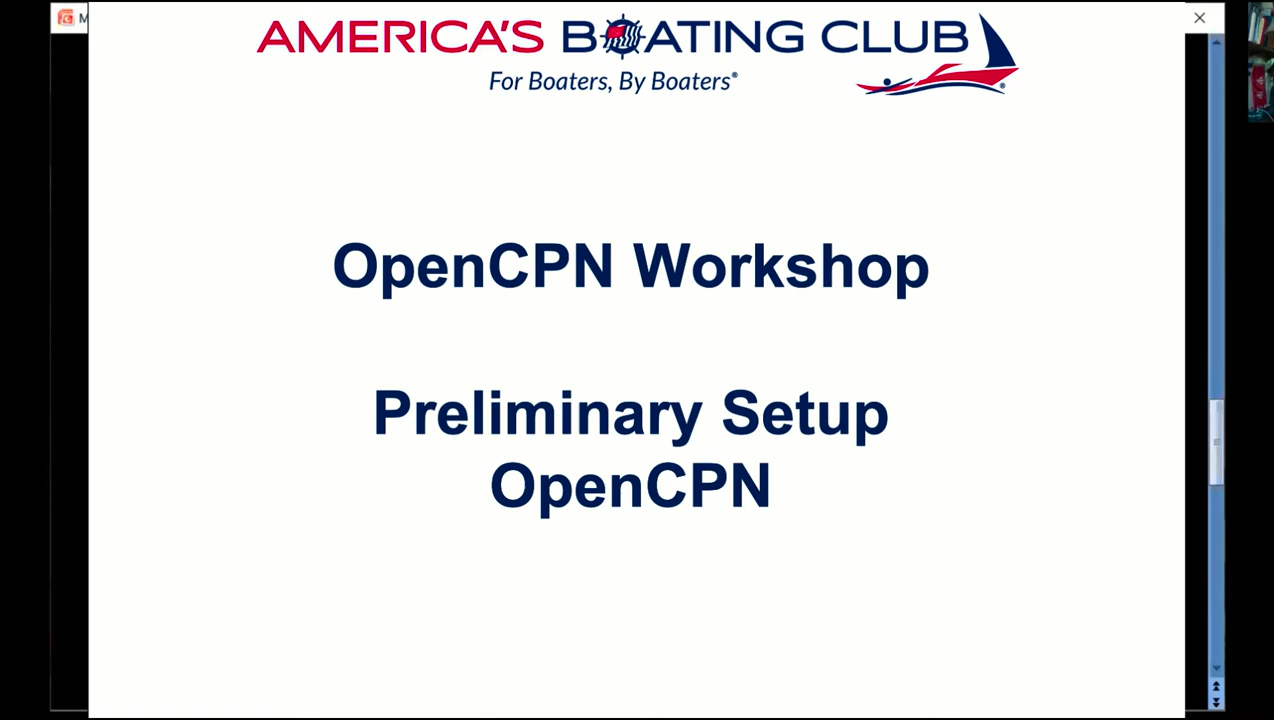 M
AMERICA'S BOATING CLUB
For Boaters, By Boaters®
OpenCPN Workshop
Preliminary Setup
OpenCPN